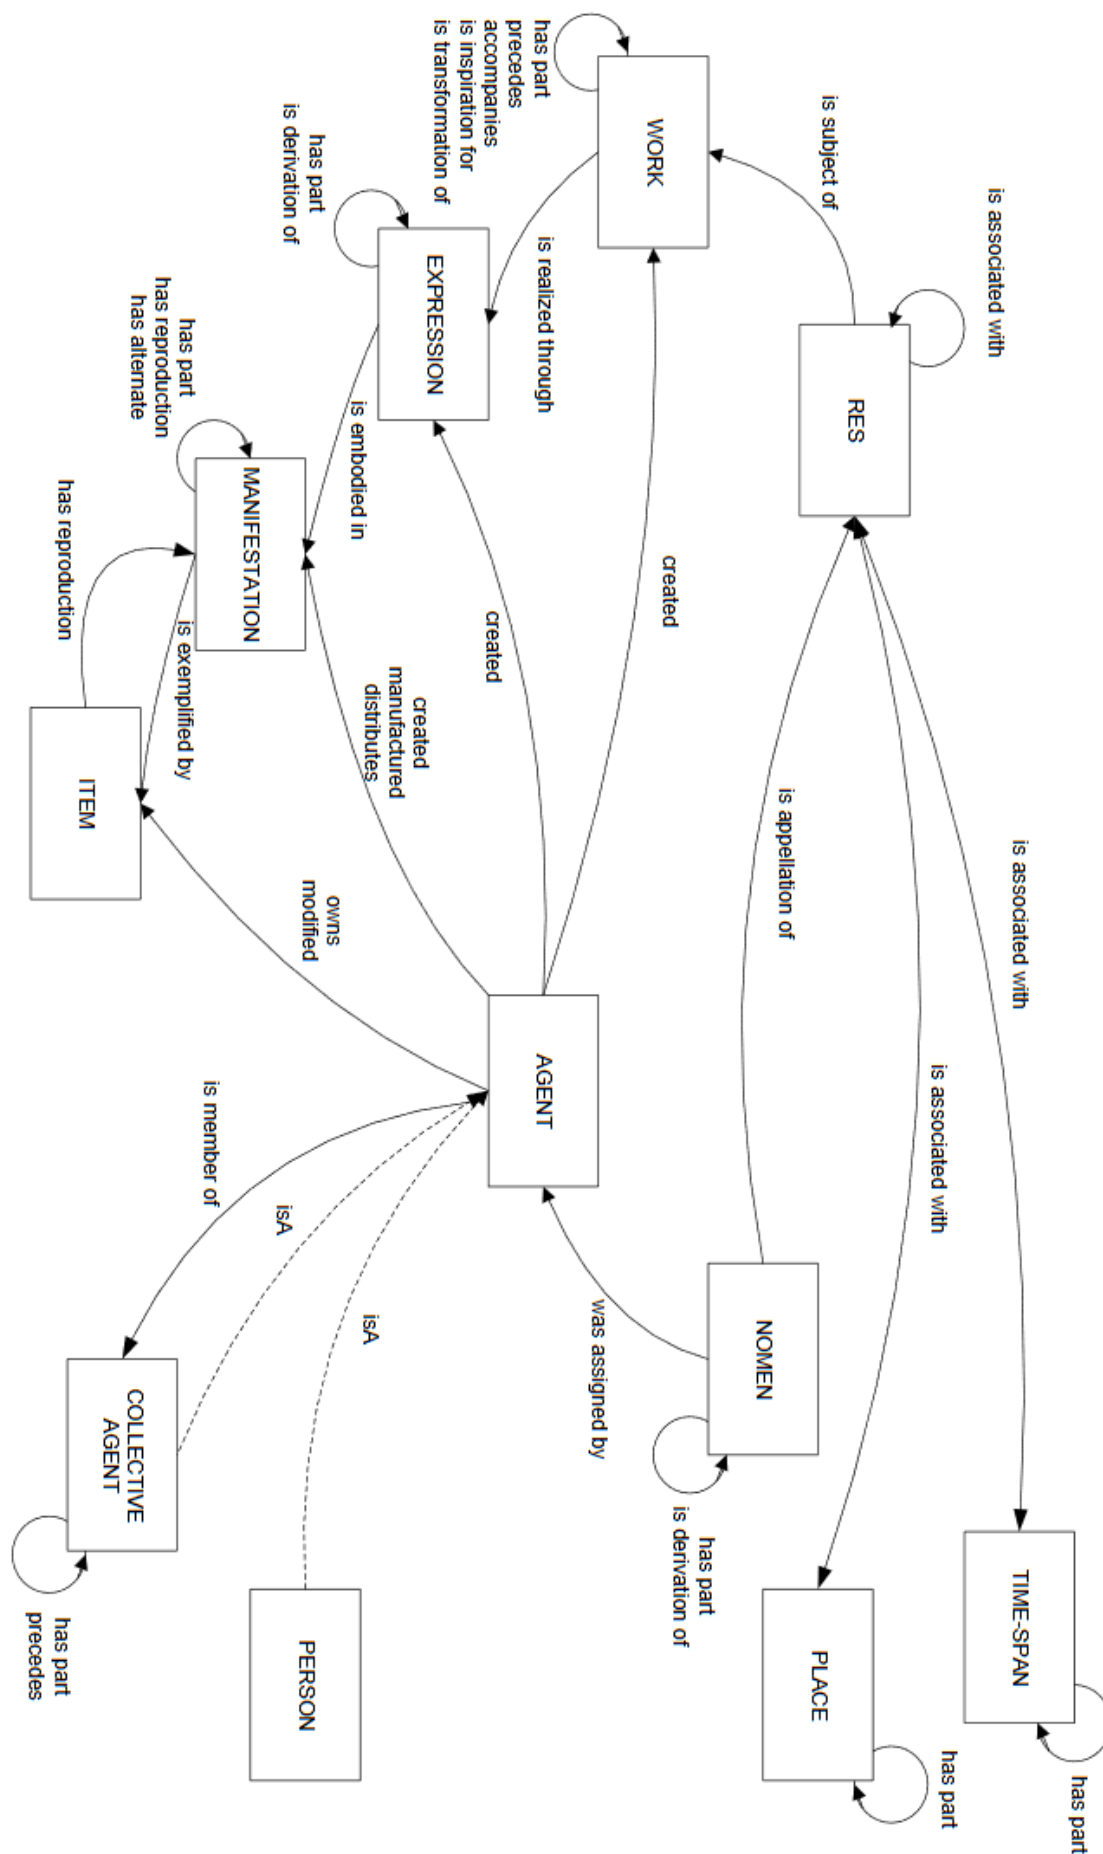 is associated with
RES
is subject of
is associated with
TIME-SPAN
has part
is associated with
PLACE
has part
is appellation of
NOMEN
has part
is derivation of
was assigned by
has part
precedes
accompanies
is inspiration for
is transformation of
WORK
created
is realized through
has part
is derivation of
EXPRESSION
created
AGENT
is embodied in
has part
has reproduction
has alternate
MANIFESTATION
created
manufactured
distributes
is exemplified by
has reproduction
ITEM
owns
modified
is member of
isA
isA
COLLECTIVE
AGENT
has part
precedes
PERSON